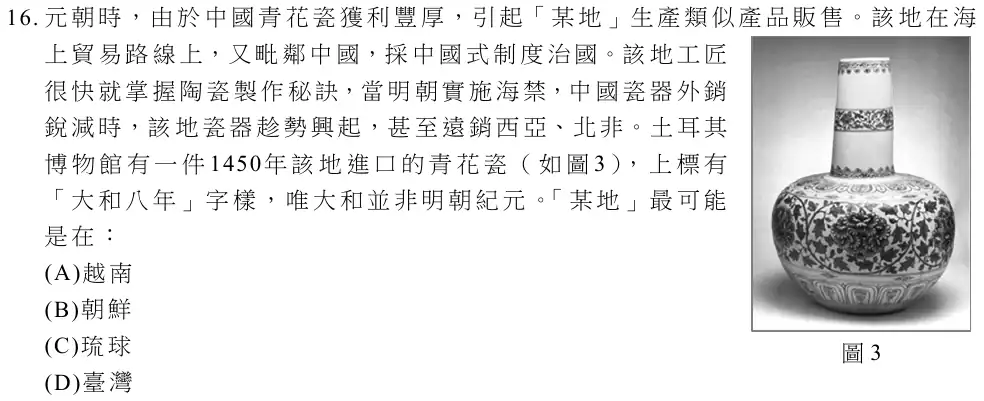 16.元朝時，由於中國青花瓷獲利豐厚，引起「某地」生產類似產品販售。該地在海
上貿易路線上，又毗鄰中國，採中國式制度治國。該地工匠
很快就掌握陶瓷製作秘訣，當明朝實施海禁，中國瓷器外銷
銳減時，該地瓷器趁勢興起，甚至遠銷西亞、北非。土耳其
博物館有一件1450年該地進口的青花瓷（如圖3），上標有
「大和八年」字樣，唯大和並非明朝紀元。「某地」最可能
是在：
(A)越南
(B)朝鮮
(C)琉球
(D)臺灣
圖 3